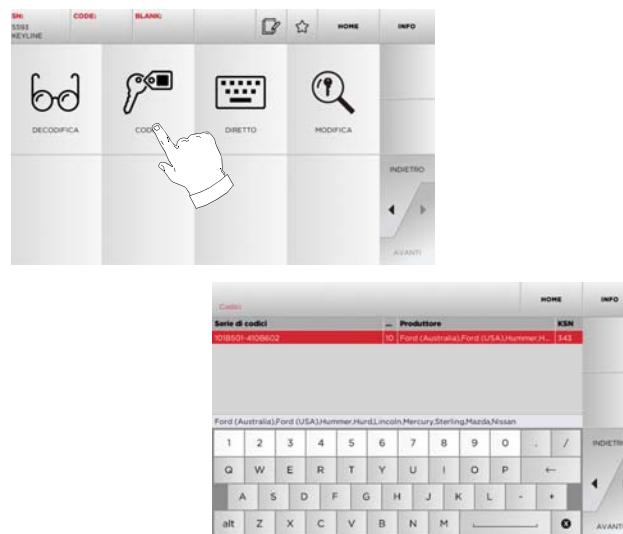 SN: CODE: BLANK: HOME INFO
5593
KEYLINE
DECODIFICA DIRETTO MODIFICA
INDIETRO
AVANTI
Codici HOME INFO
Serie di codici ... Produttore KSN
101B501-410B602 10 Ford (Australia),Ford (USA),Hummer,H... 343
Ford (Australia),Ford (USA),Hummer,Hurd,Lincoln,Mercury,Sterling,Mazda,Nissan
1 2 3 4 5 6 7 8 9 0 . /
INDIETRO
Q W E R T Y U I O P ←
A S D F G H J K L - +
alt Z X C V B N M
AVANTI